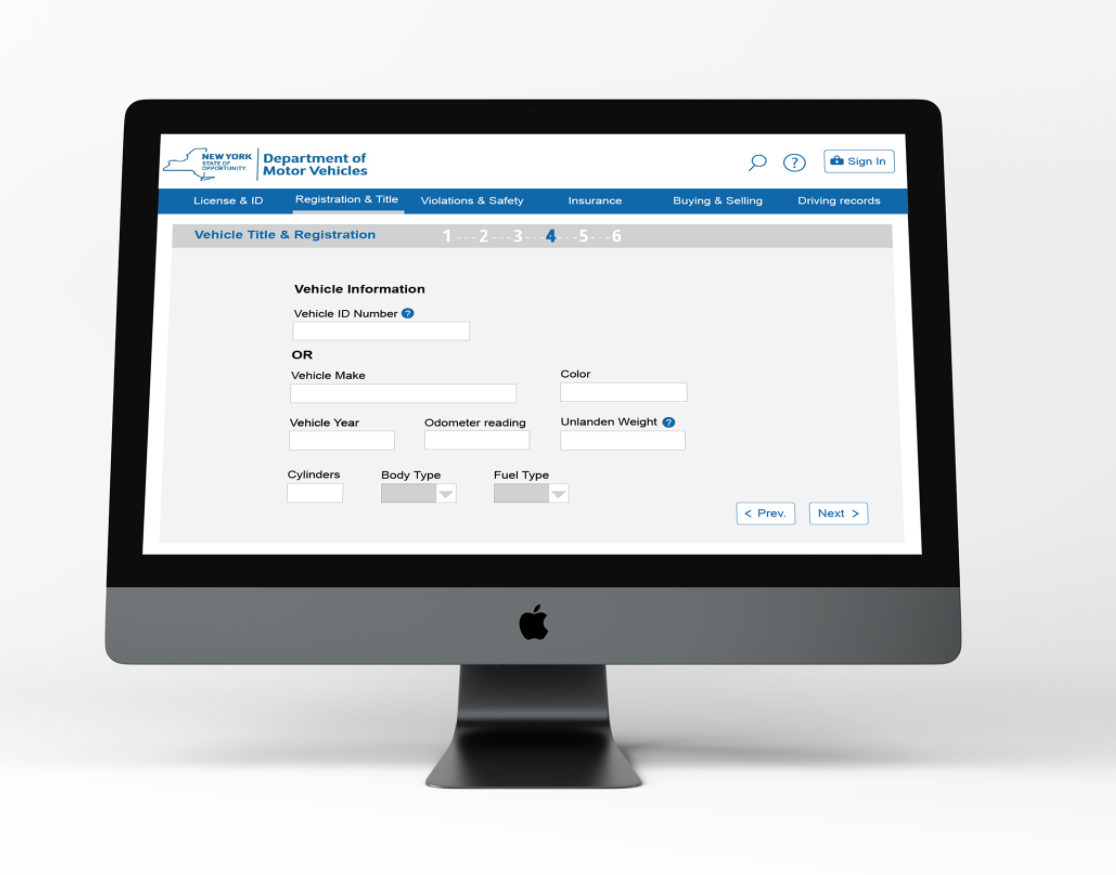 NEW YORK
STATE OF
OPPORTUNITY.
Department of
Motor Vehicles
? Sign In
License & ID Registration & Title Violations & Safety Insurance Buying & Selling Driving records
Vehicle Title & Registration 1---2---3---4---5---6
Vehicle Information
Vehicle ID Number ?
OR
Vehicle Make Color
Vehicle Year Odometer reading Unlanden Weight ?
Cylinders Body Type Fuel Type
< Prev. Next >